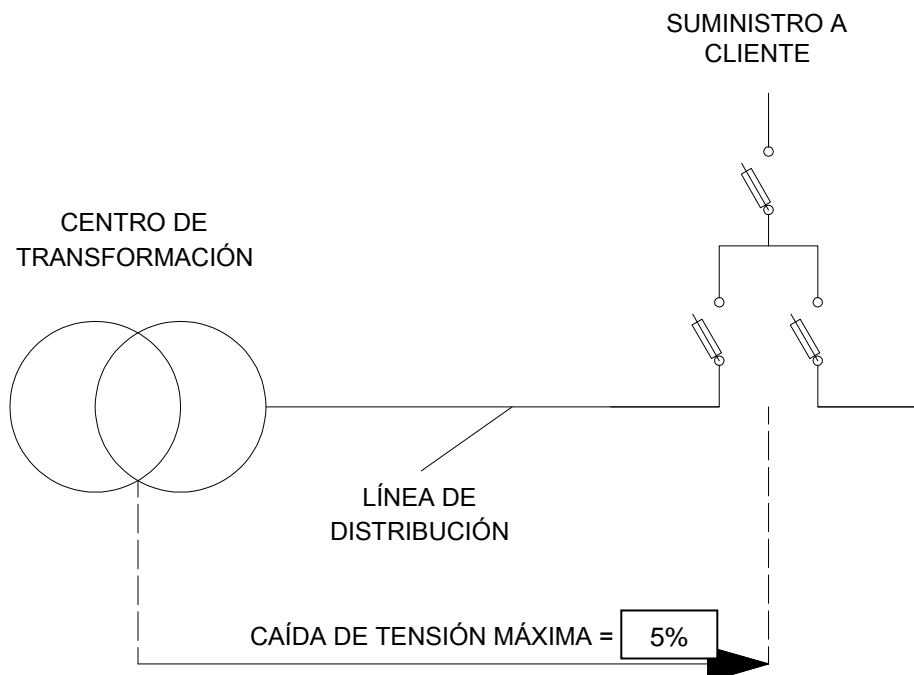 SUMINISTRO A
CLIENTE
CENTRO DE
TRANSFORMACIÓN
LÍNEA DE
DISTRIBUCIÓN
CAÍDA DE TENSIÓN MÁXIMA = 5%